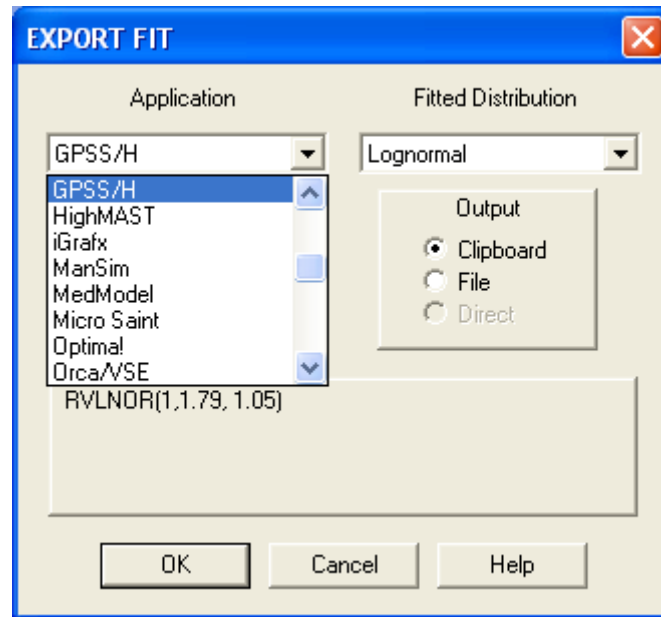 EXPORT FIT
Application
Fitted Distribution
GPSS/H
Lognormal
GPSS/H
HighMAST
iGrafx
ManSim
MedModel
Micro Saint
Optima!
Orca/VSE
Output
Clipboard
File
Direct
RVLNOR(1,1.79, 1.05)
OK
Cancel
Help